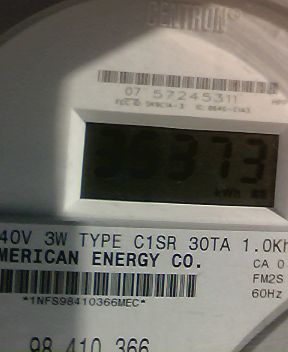 CENTRON®
07 57245311
36373
kWh
40V 3W TYPE C1SR 30TA 1.0Kh
MERICAN ENERGY CO.
CA 0
FM2S
60Hz
*1NFS98410366MEC*
98 410 366